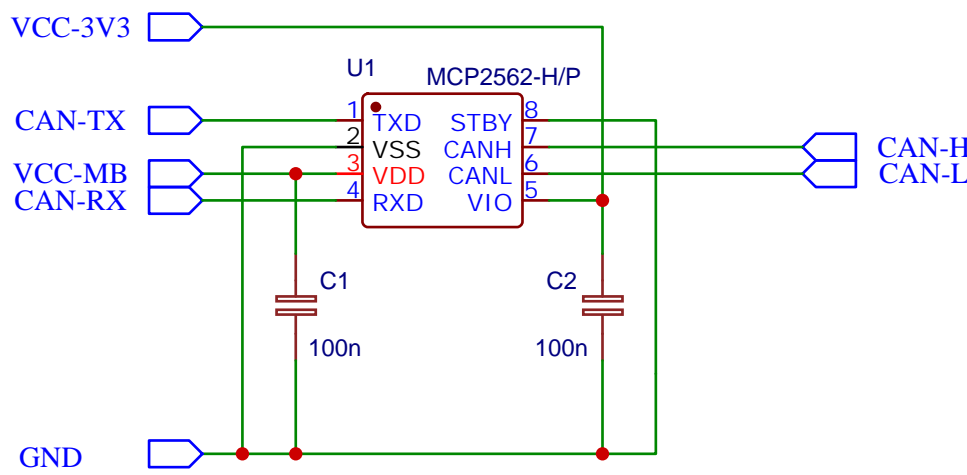 VCC-3V3
U1
MCP2562-H/P
CAN-TX
1 TXD STBY 8
2 VSS CANH 7
CAN-H
VCC-MB
3 VDD CANL 6
CAN-L
CAN-RX
4 RXD VIO 5
C1
C2
100n
100n
GND